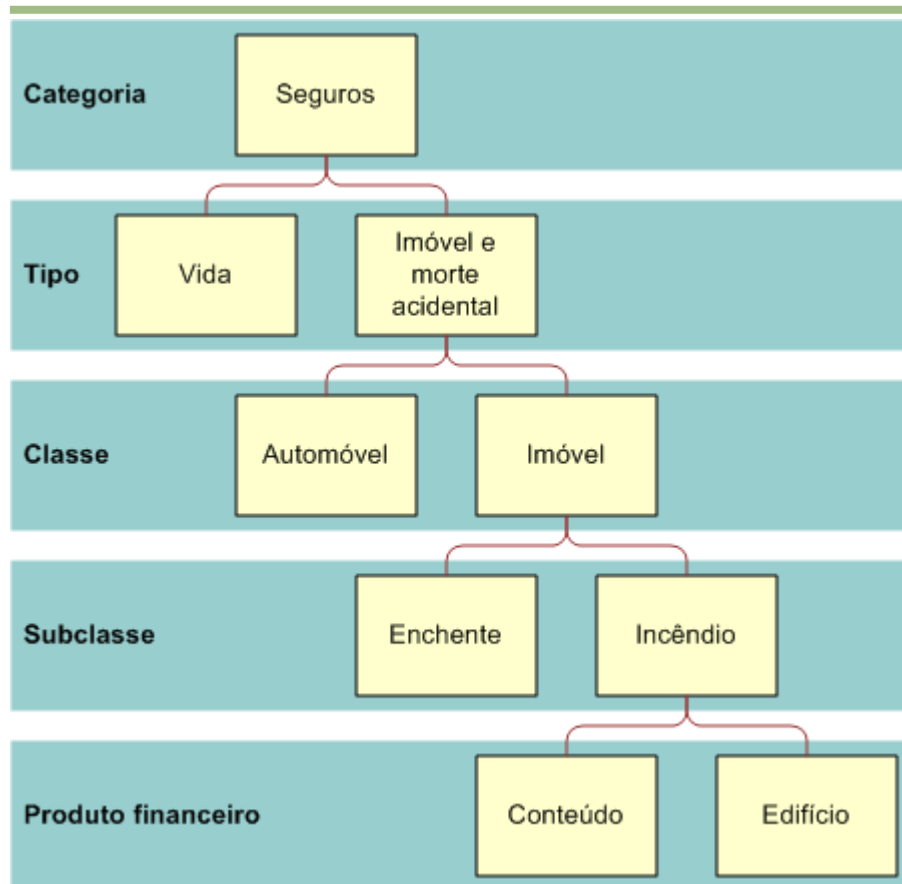 Categoria
Seguros
Tipo
Vida
Imóvel e
morte
acidental
Classe
Automóvel
Imóvel
Subclasse
Enchente
Incêndio
Produto financeiro
Conteúdo
Edifício